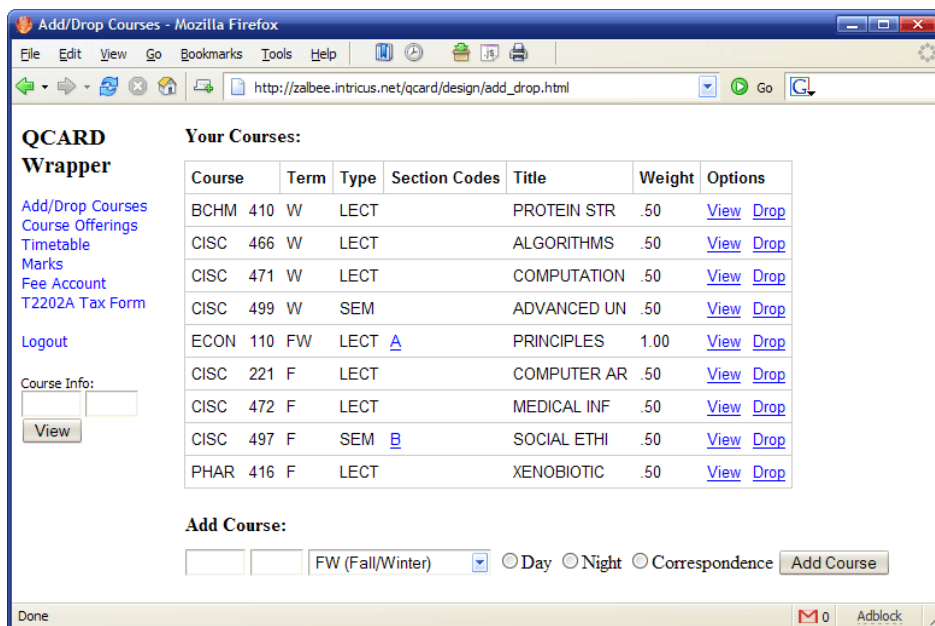 Add/Drop Courses - Mozilla Firefox
File Edit View Go Bookmarks Tools Help JS
http://zalbee.intricus.net/qcard/design/add_drop.html Go G
QCARD
Wrapper
Add/Drop Courses
Course Offerings
Timetable
Marks
Fee Account
T2202A Tax Form
Logout
Course Info:
View
Your Courses:
Course Term Type Section Codes Title Weight Options
BCHM 410 W LECT PROTEIN STR .50 View Drop
CISC 466 W LECT ALGORITHMS .50 View Drop
CISC 471 W LECT COMPUTATION .50 View Drop
CISC 499 W SEM ADVANCED UN .50 View Drop
ECON 110 FW LECT A PRINCIPLES 1.00 View Drop
CISC 221 F LECT COMPUTER AR .50 View Drop
CISC 472 F LECT MEDICAL INF .50 View Drop
CISC 497 F SEM B SOCIAL ETHI .50 View Drop
PHAR 416 F LECT XENOBIOTIC .50 View Drop
Add Course:
FW (Fall/Winter) Day Night Correspondence Add Course
Done 0 Adblock